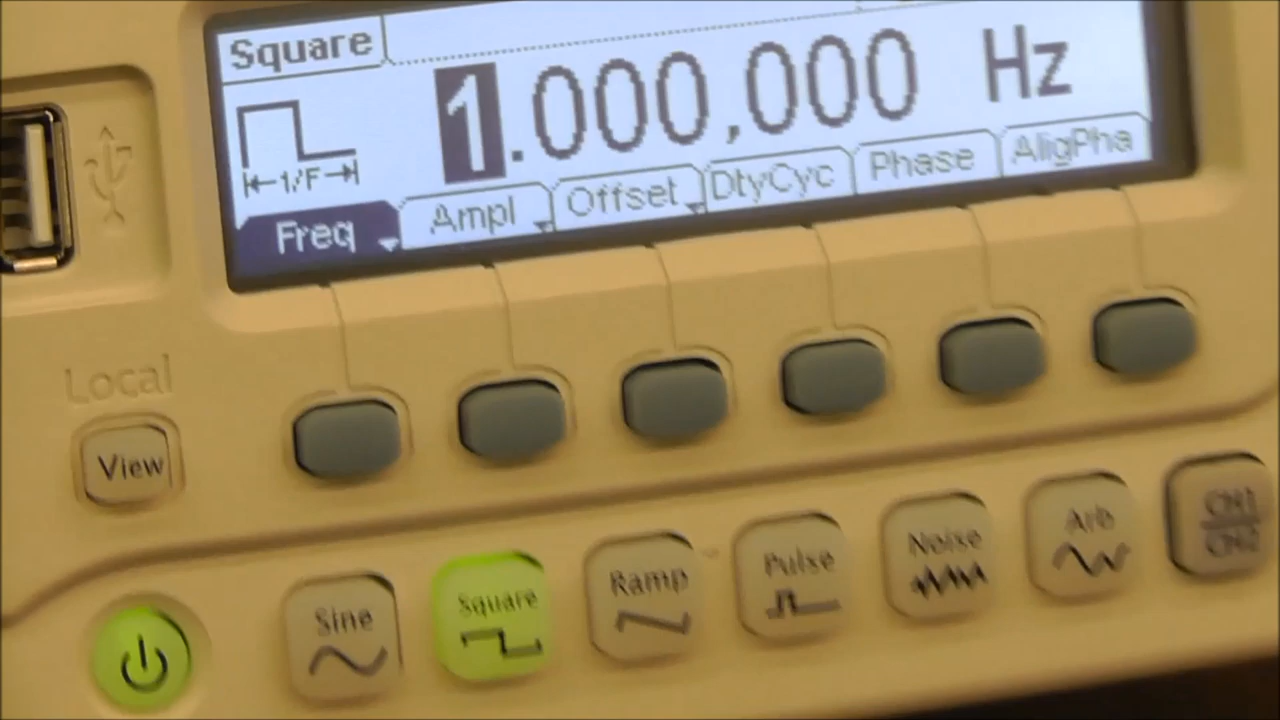 Square
1.000,000 Hz
←1/F→
Freq Ampl Offset DtyCyc Phase AligPha
Local
View
Sine Square Ramp Pulse Noise Arb CH1
CH2